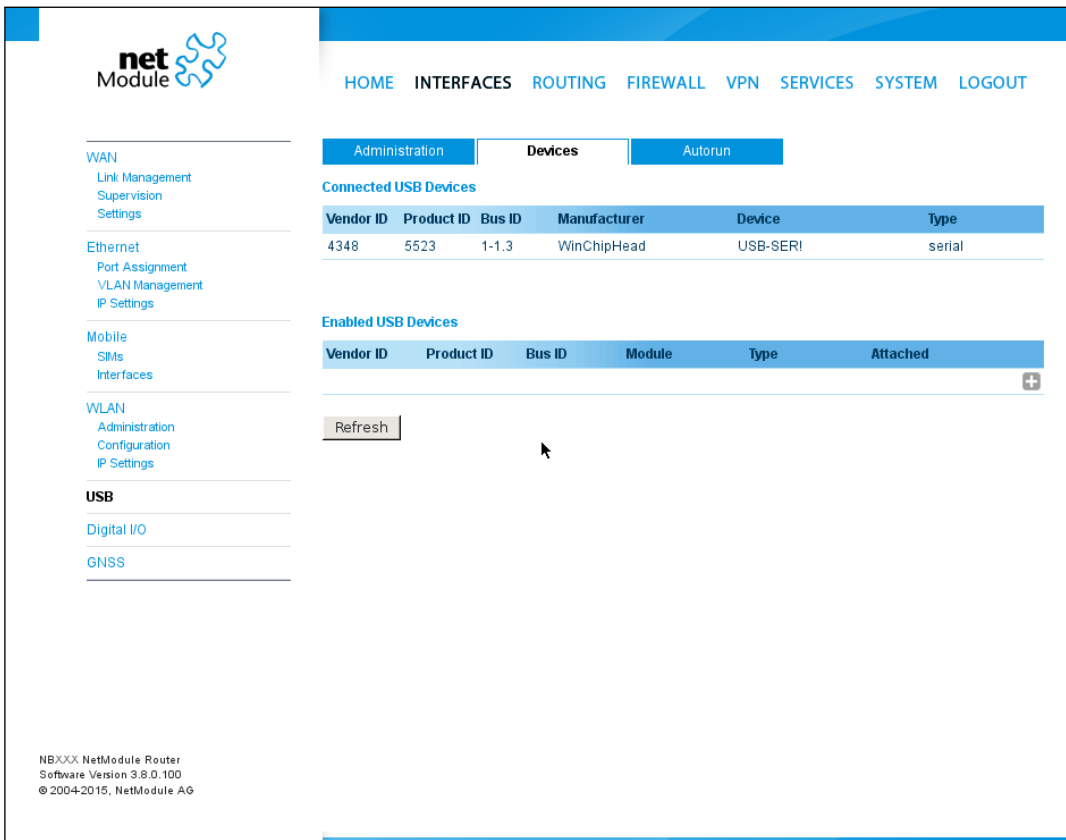 net
Module
HOME INTERFACES ROUTING FIREWALL VPN SERVICES SYSTEM LOGOUT
WAN
Link Management
Supervision
Settings
Ethernet
Port Assignment
VLAN Management
IP Settings
Mobile
SIMs
Interfaces
WLAN
Administration
Configuration
IP Settings
USB
Digital I/O
GNSS
Administration Devices Autorun
Connected USB Devices
Vendor ID Product ID Bus ID Manufacturer Device Type
4348 5523 1-1.3 WinChipHead USB-SER! serial
Enabled USB Devices
Vendor ID Product ID Bus ID Module Type Attached
Refresh
NBXXX NetModule Router
Software Version 3.8.0.100
© 2004-2015, NetModule AG